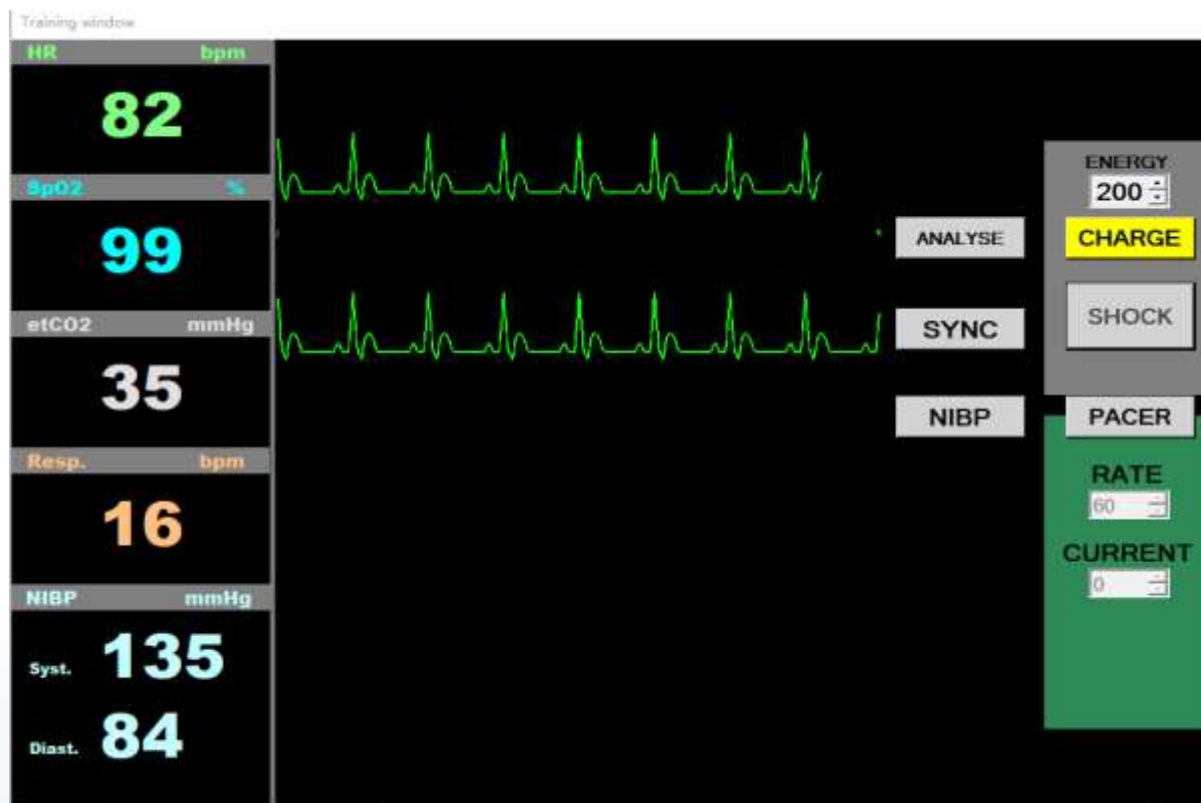 Training window
HR bpm
82
SpO2 %
99
etCO2 mmHg
35
Resp. bpm
16
NIBP mmHg
Syst. 135
Diast. 84
ANALYSE
SYNC
NIBP
ENERGY
200
CHARGE
SHOCK
PACER
RATE
60
CURRENT
0